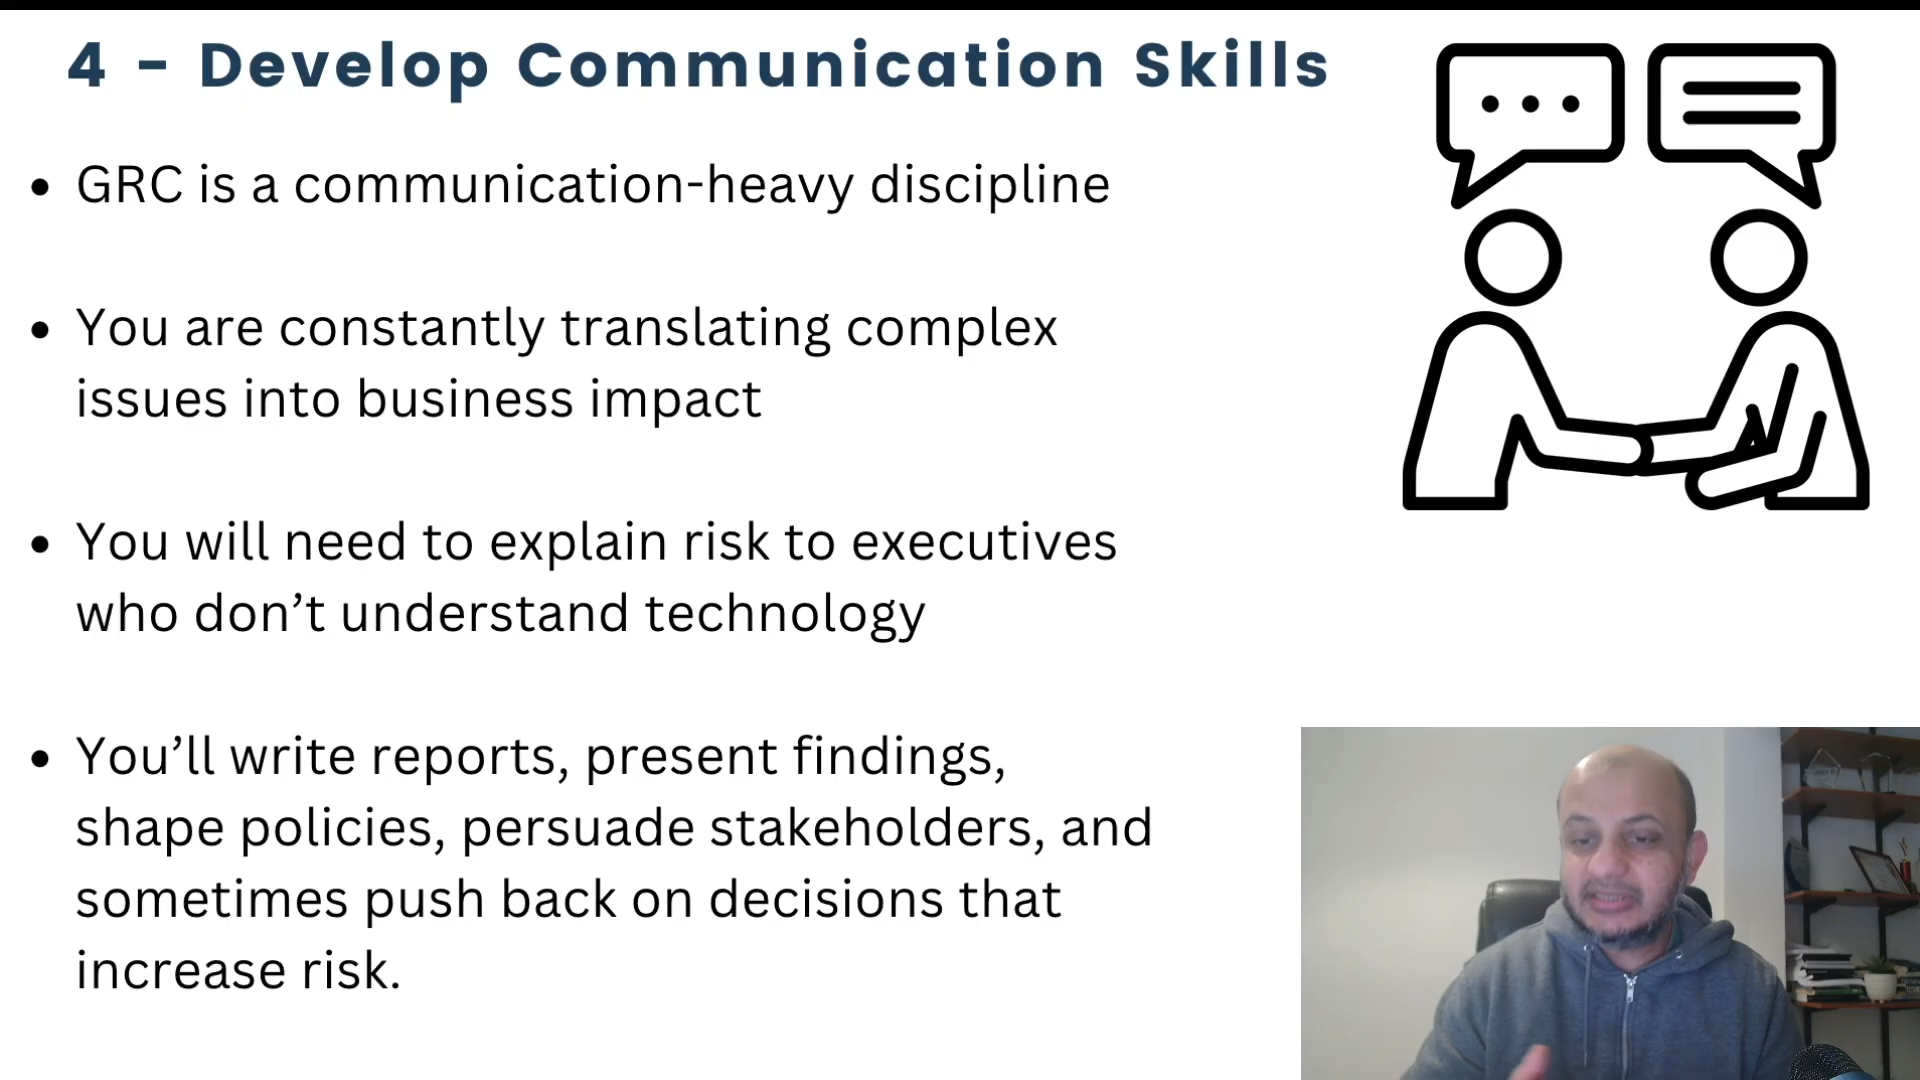 4 - Develop Communication Skills
• GRC is a communication-heavy discipline
• You are constantly translating complex
issues into business impact
• You will need to explain risk to executives
who don’t understand technology
• You’ll write reports, present findings,
shape policies, persuade stakeholders, and
sometimes push back on decisions that
increase risk.